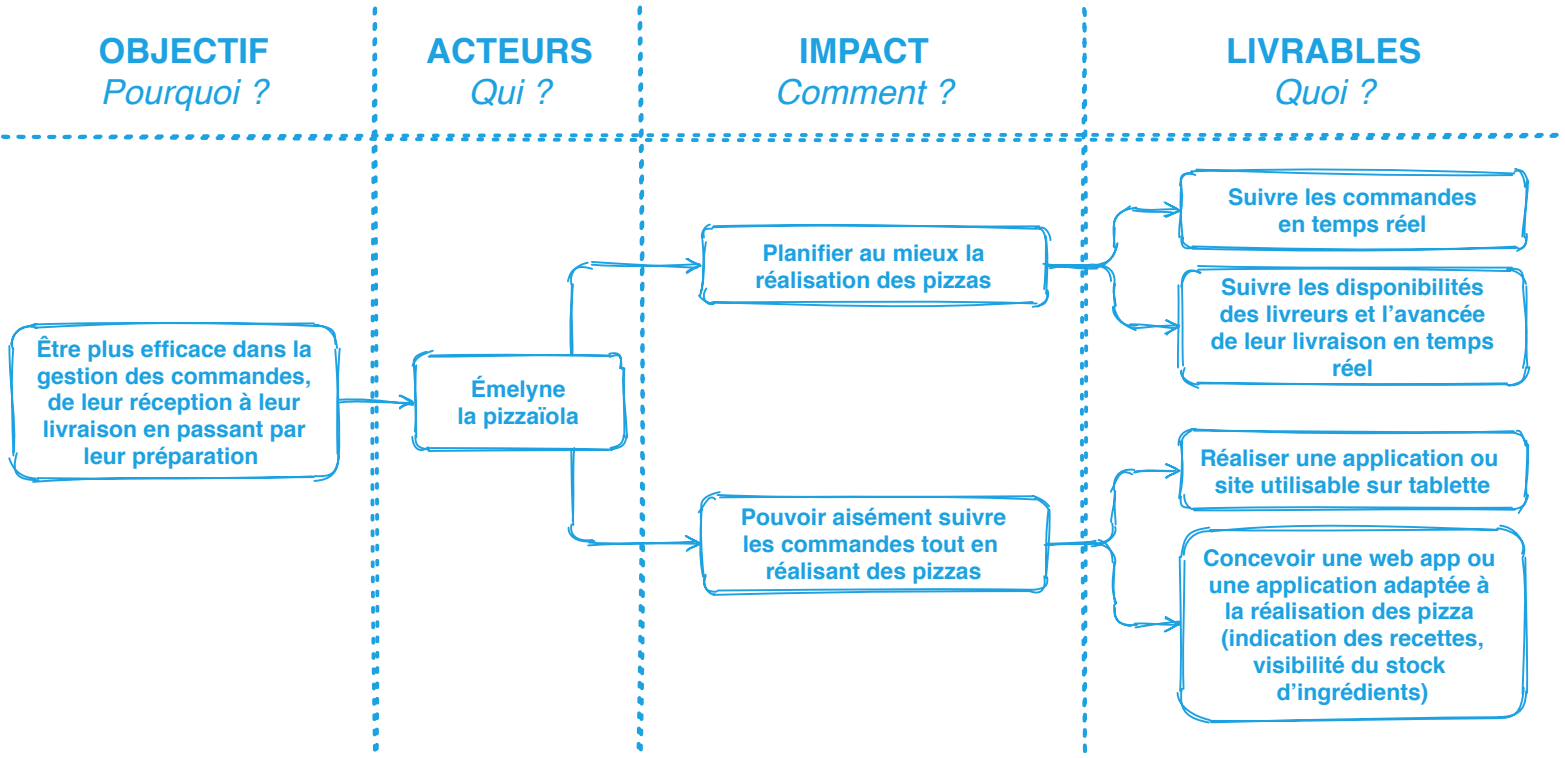 OBJECTIF
Pourquoi ?
ACTEURS
Qui ?
IMPACT
Comment ?
LIVRABLES
Quoi ?
Être plus efficace dans la
gestion des commandes,
de leur réception à leur
livraison en passant par
leur préparation
Émelyne
la pizzaïola
Planifier au mieux la
réalisation des pizzas
Suivre les commandes
en temps réel
Suivre les disponibilités
des livreurs et l’avancée
de leur livraison en temps
réel
Pouvoir aisément suivre
les commandes tout en
réalisant des pizzas
Réaliser une application ou
site utilisable sur tablette
Concevoir une web app ou
une application adaptée à
la réalisation des pizza
(indication des recettes,
visibilité du stock
d’ingrédients)